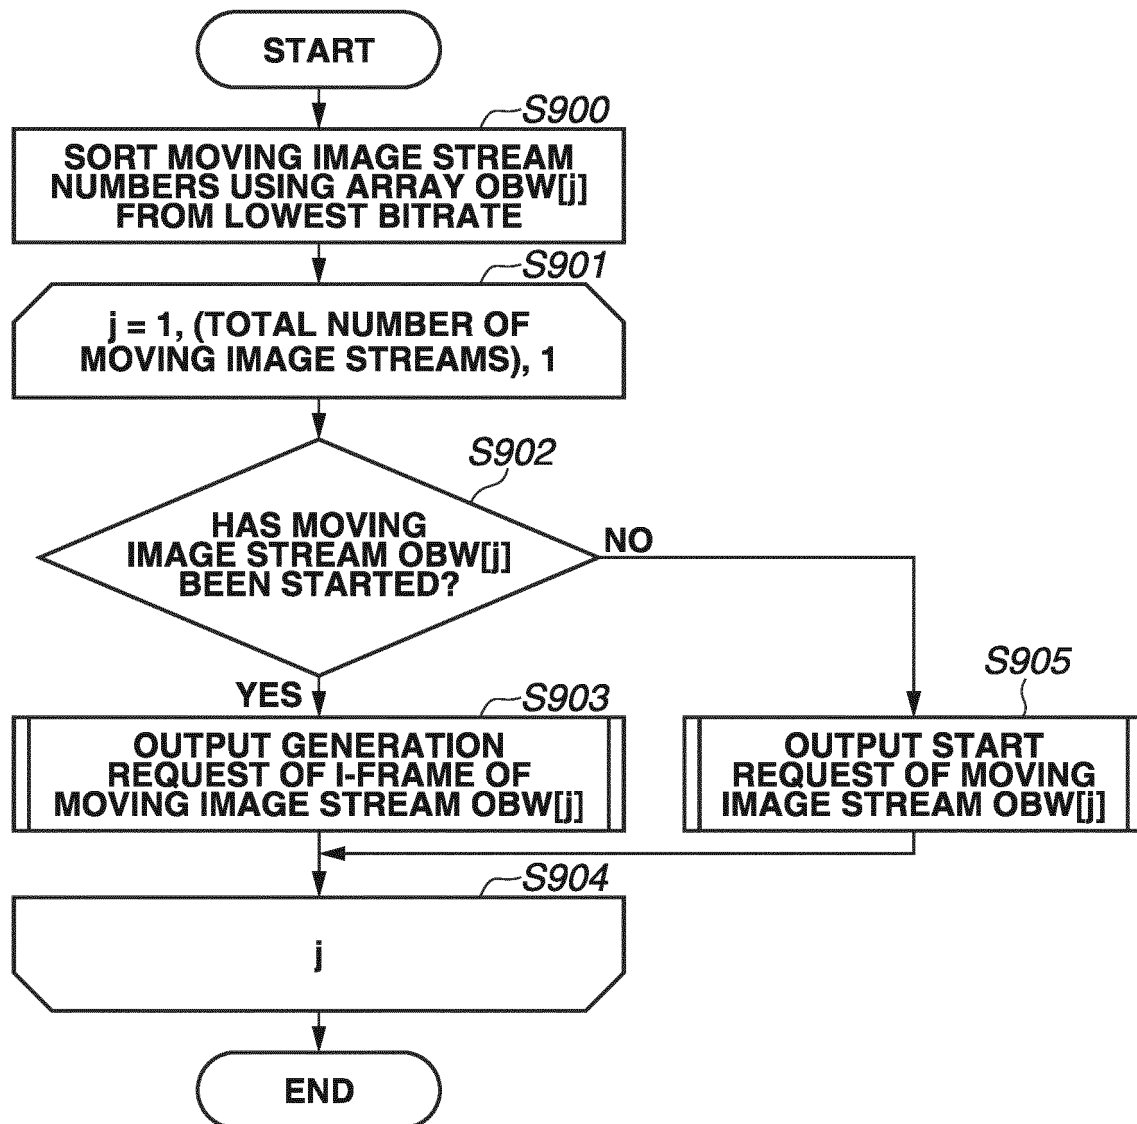 START
S900
SORT MOVING IMAGE STREAM
NUMBERS USING ARRAY OBW[j]
FROM LOWEST BITRATE
S901
j = 1, (TOTAL NUMBER OF
MOVING IMAGE STREAMS), 1
S902
HAS MOVING
IMAGE STREAM OBW[j]
BEEN STARTED?
NO
YES
S903
OUTPUT GENERATION
REQUEST OF I-FRAME OF
MOVING IMAGE STREAM OBW[j]
S905
OUTPUT START
REQUEST OF MOVING
IMAGE STREAM OBW[j]
S904
j
END